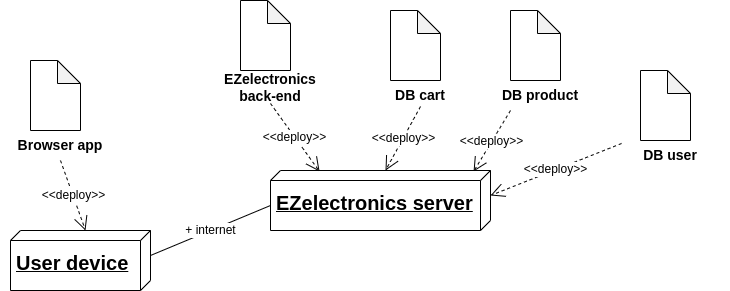 EZelectronics
back-end
DB cart
DB product
Browser app
DB user
<<deploy>>
<<deploy>>
<<deploy>>
<<deploy>>
<<deploy>>
EZelectronics server
+ internet
User device